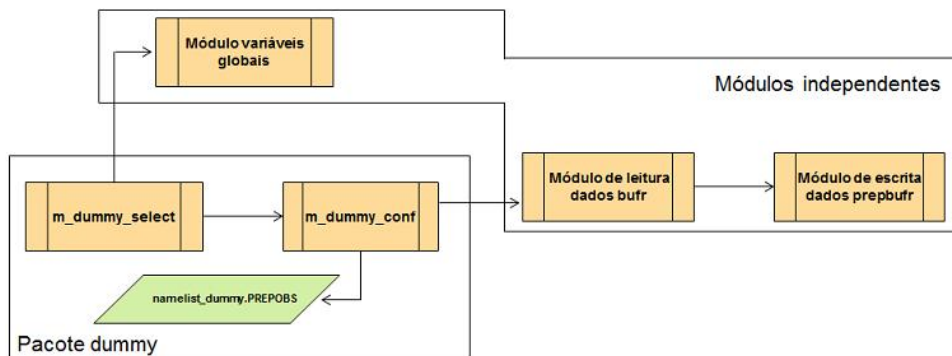 Módulo variáveis
globais
Módulos independentes
Módulo de leitura
dados bufr
Módulo de escrita
dados prepbufr
m_dummy_select
m_dummy_conf
namelist_dummy.PREPOBS
Pacote dummy